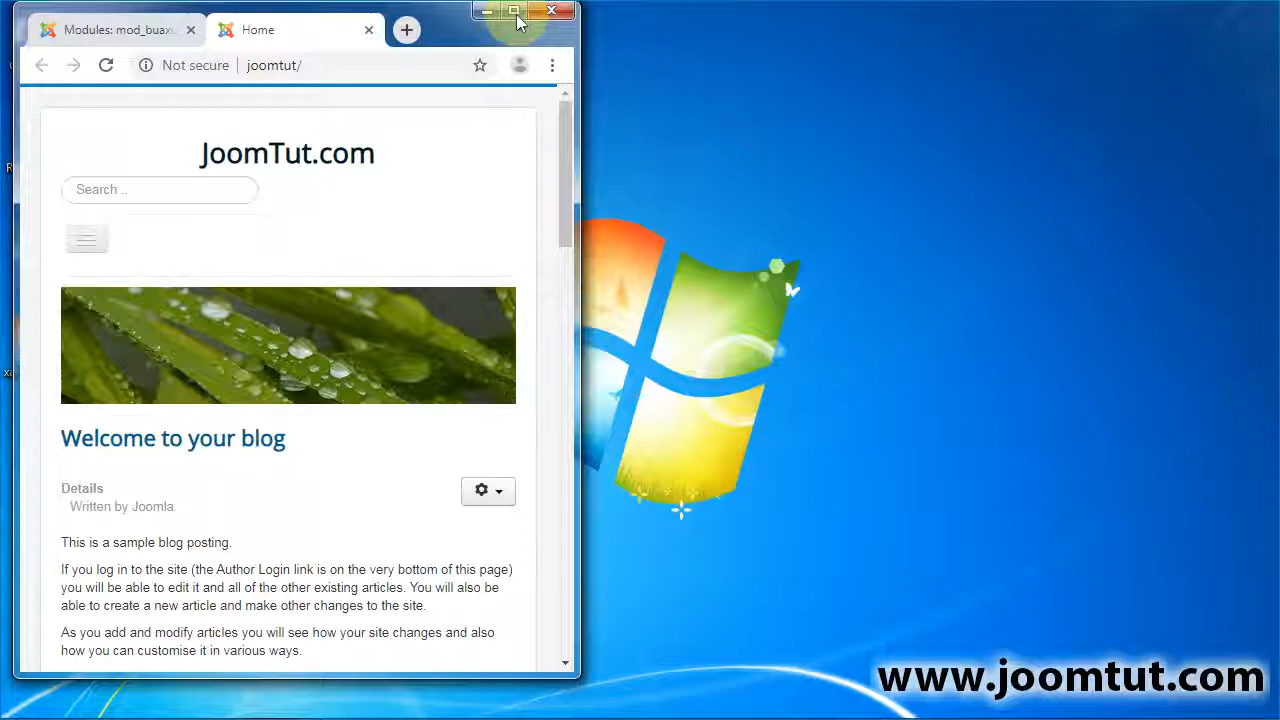 Modules: mod_buaxu
Home
Not secure
joomtut/
JoomTut.com
Search ..
Welcome to your blog
Details
Written by Joomla
This is a sample blog posting.
If you log in to the site (the Author Login link is on the very bottom of this page)
you will be able to edit it and all of the other existing articles. You will also be
able to create a new article and make other changes to the site.
As you add and modify articles you will see how your site changes and also
how you can customise it in various ways.
www.joomtut.com